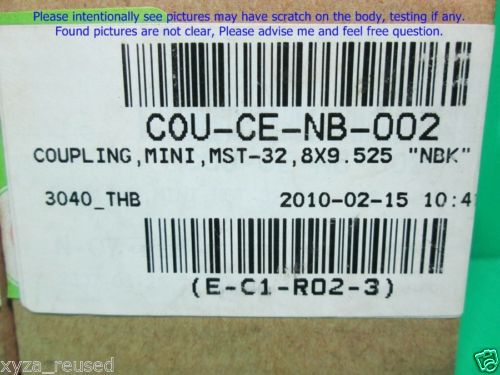 Please intentionally see pictures may have scratch on the body, testing if any.
Found pictures are not clear, Please advise me and feel free question.
COU-CE-NB-002
COUPLING,MINI,MST-32,8X9.525 "NBK"
3040_THB 2010-02-15 10:4
(E-C1-R02-3)
xyza_reused